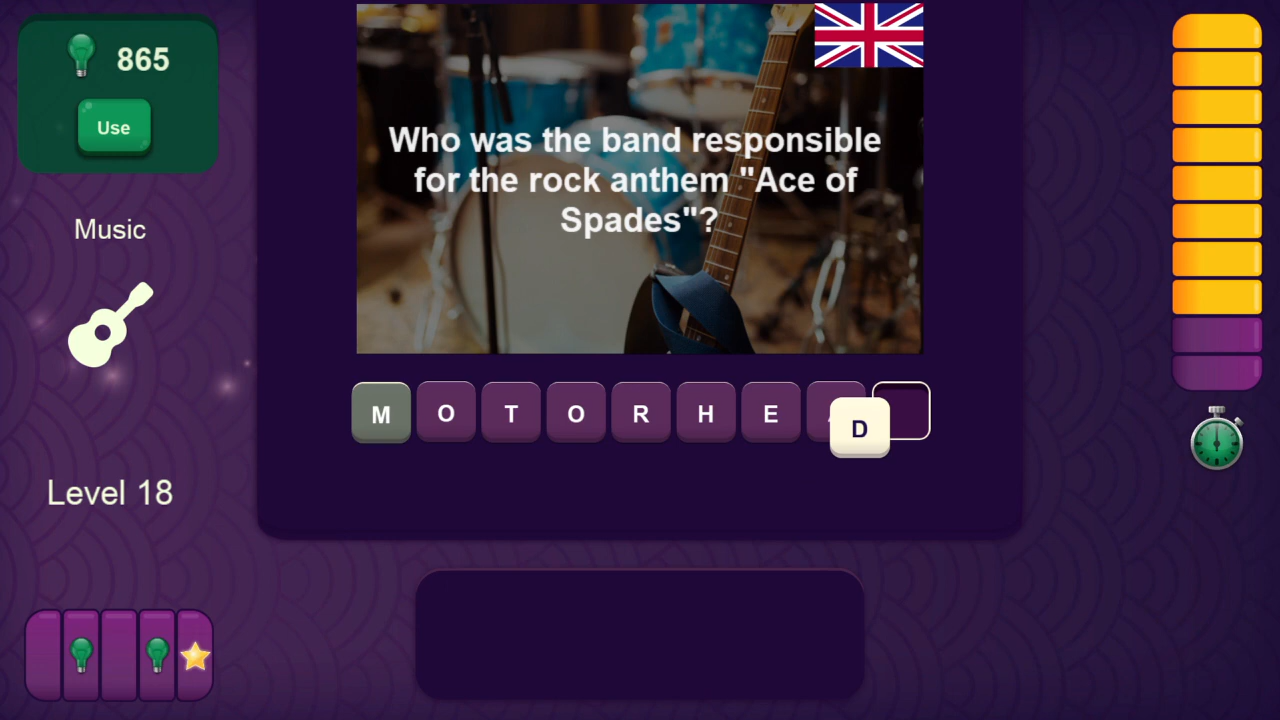 865
Use
Music
Level 18
Who was the band responsible
for the rock anthem "Ace of
Spades"?
M O T O R H E A D